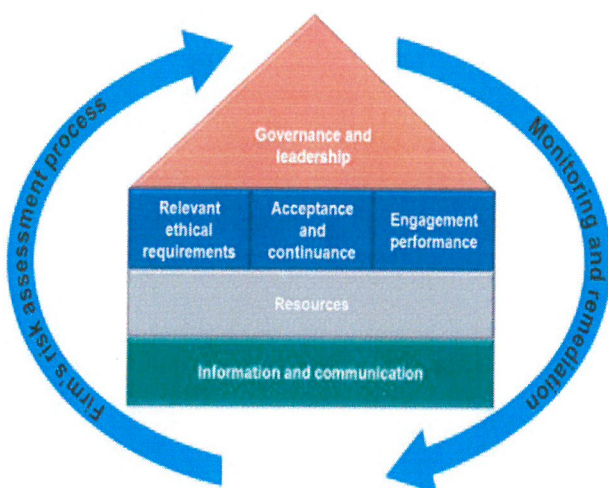 Firm's risk assessment process
Governance and
leadership
Monitoring and remediation
Relevant
ethical
requirements
Acceptance
and
continuance
Engagement
performance
Resources
Information and communication